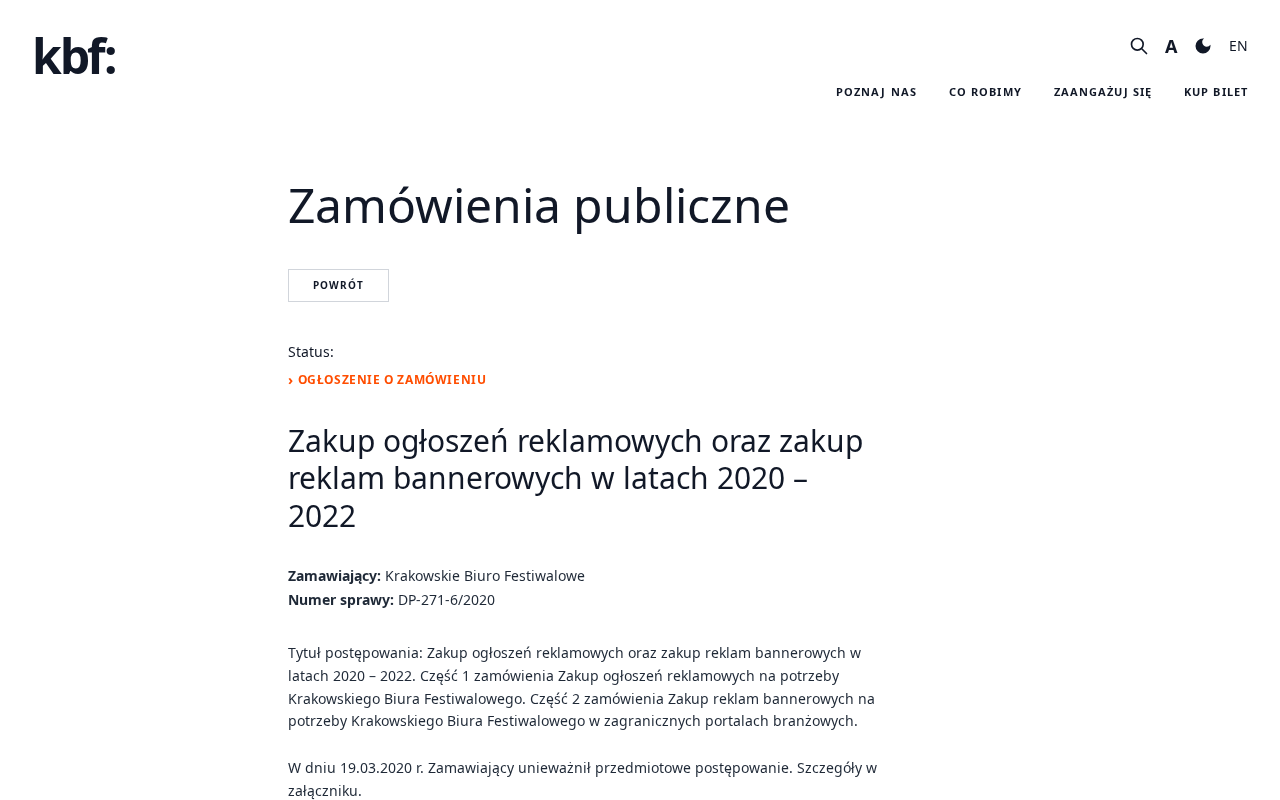 kbf:
A
EN
POZNAJ NAS
CO ROBIMY
ZAANGAŻUJ SIĘ
KUP BILET
Zamówienia publiczne
POWRÓT
Status:
› OGŁOSZENIE O ZAMÓWIENIU
Zakup ogłoszeń reklamowych oraz zakup
reklam bannerowych w latach 2020 –
2022
Zamawiający: Krakowskie Biuro Festiwalowe
Numer sprawy: DP-271-6/2020
Tytuł postępowania: Zakup ogłoszeń reklamowych oraz zakup reklam bannerowych w
latach 2020 – 2022. Część 1 zamówienia Zakup ogłoszeń reklamowych na potrzeby
Krakowskiego Biura Festiwalowego. Część 2 zamówienia Zakup reklam bannerowych na
potrzeby Krakowskiego Biura Festiwalowego w zagranicznych portalach branżowych.
W dniu 19.03.2020 r. Zamawiający unieważnił przedmiotowe postępowanie. Szczegóły w
załączniku.